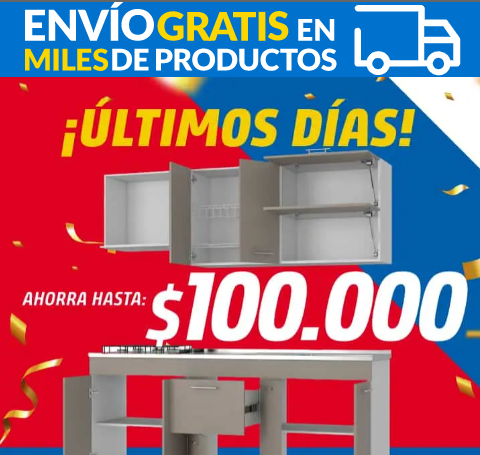 ENVÍO GRATIS EN
MILES DE PRODUCTOS
¡ÚLTIMOS DÍAS!
AHORRA HASTA: $100.000